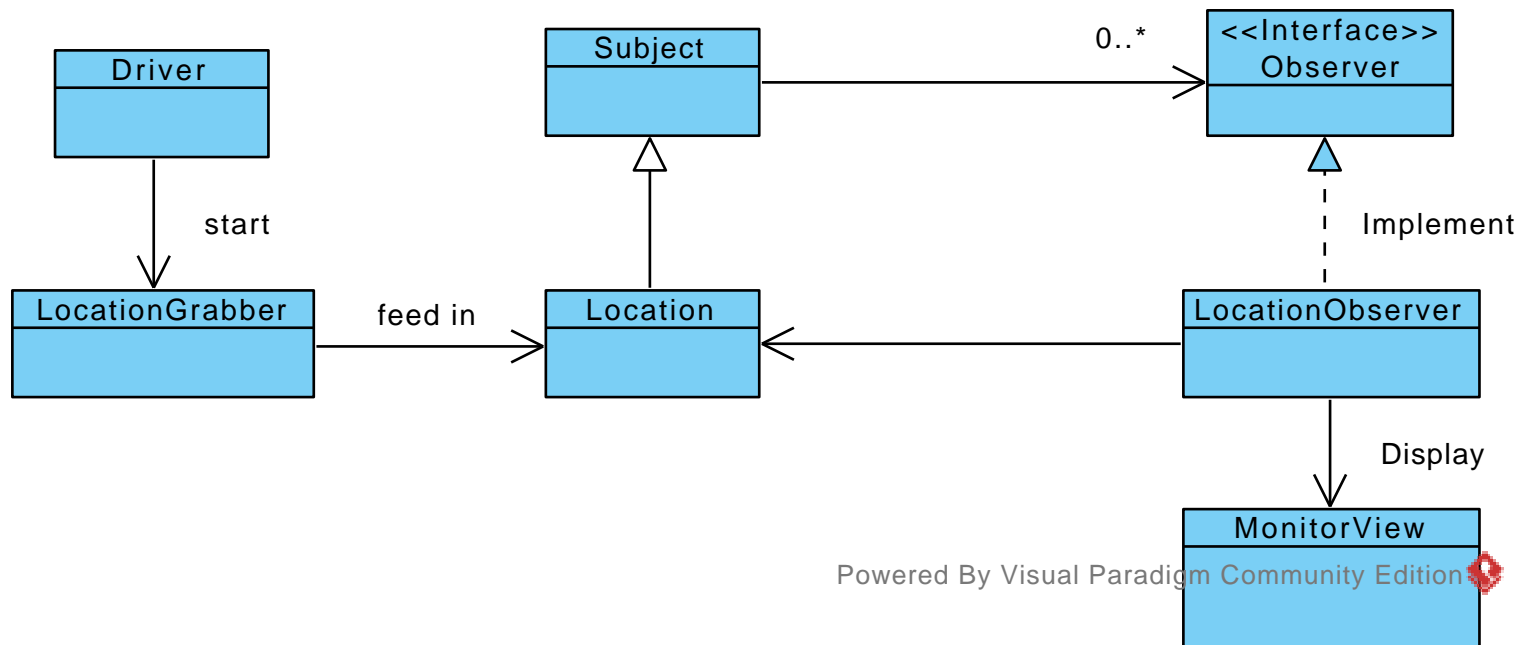 Driver
Subject
0..*
<<Interface>>
Observer
start
Implement
LocationGrabber
feed in
Location
LocationObserver
Display
MonitorView
Powered By Visual Paradigm Community Edition